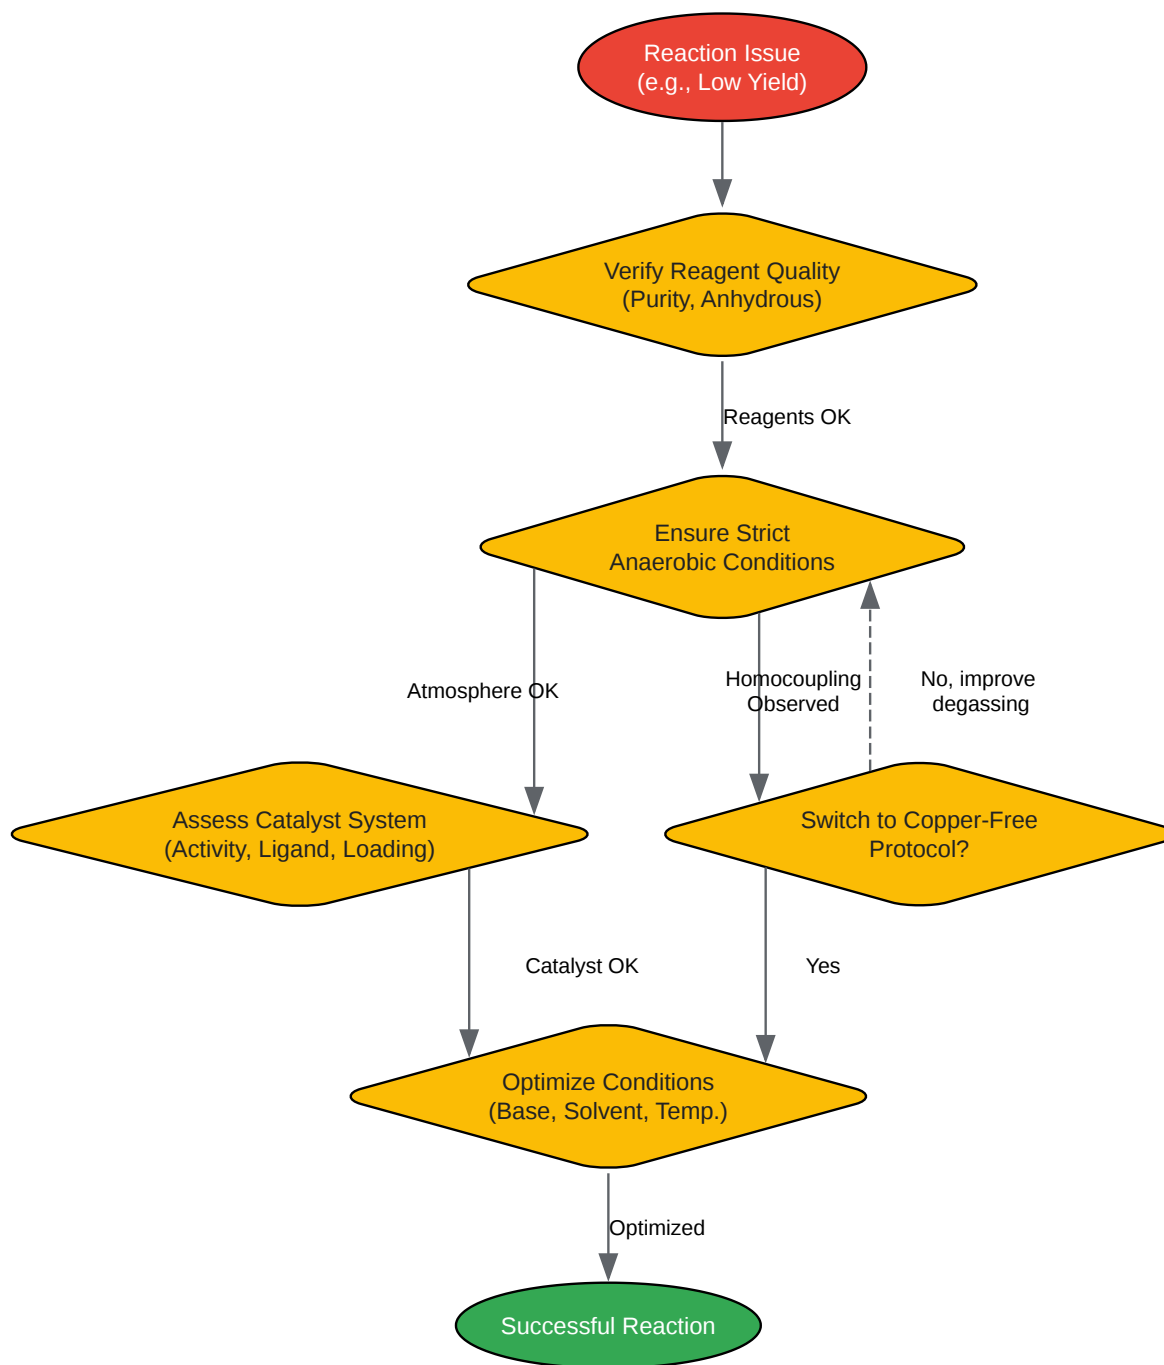 Reaction Issue
(e.g., Low Yield)
Verify Reagent Quality
(Purity, Anhydrous)
Reagents OK
Ensure Strict
Anaerobic Conditions
Atmosphere OK
Homocoupling
Observed
No, improve
degassing
Assess Catalyst System
(Activity, Ligand, Loading)
Switch to Copper-Free
Protocol?
Catalyst OK
Yes
Optimize Conditions
(Base, Solvent, Temp.)
Optimized
Successful Reaction